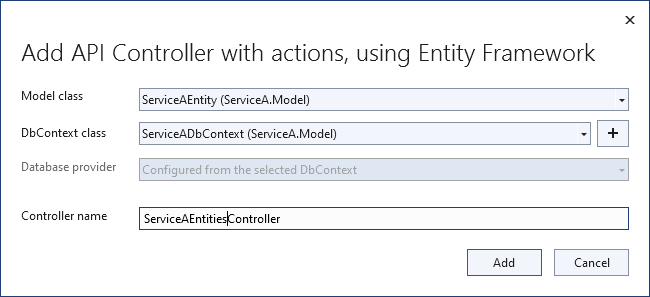 Add API Controller with actions, using Entity Framework
Model class
ServiceAEntity (ServiceA.Model)
DbContext class
ServiceADbContext (ServiceA.Model)
Database provider
Configured from the selected DbContext
Controller name
ServiceAEntitiesController
Add
Cancel